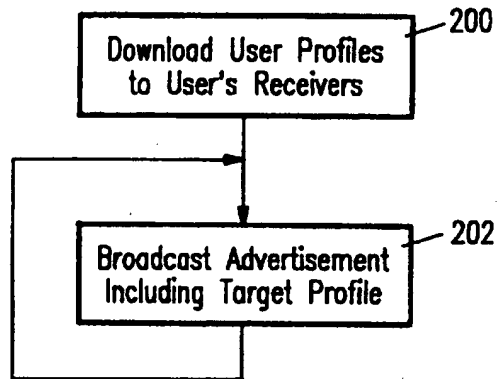 200
Download User Profiles
to User's Receivers
202
Broadcast Advertisement
Including Target Profile